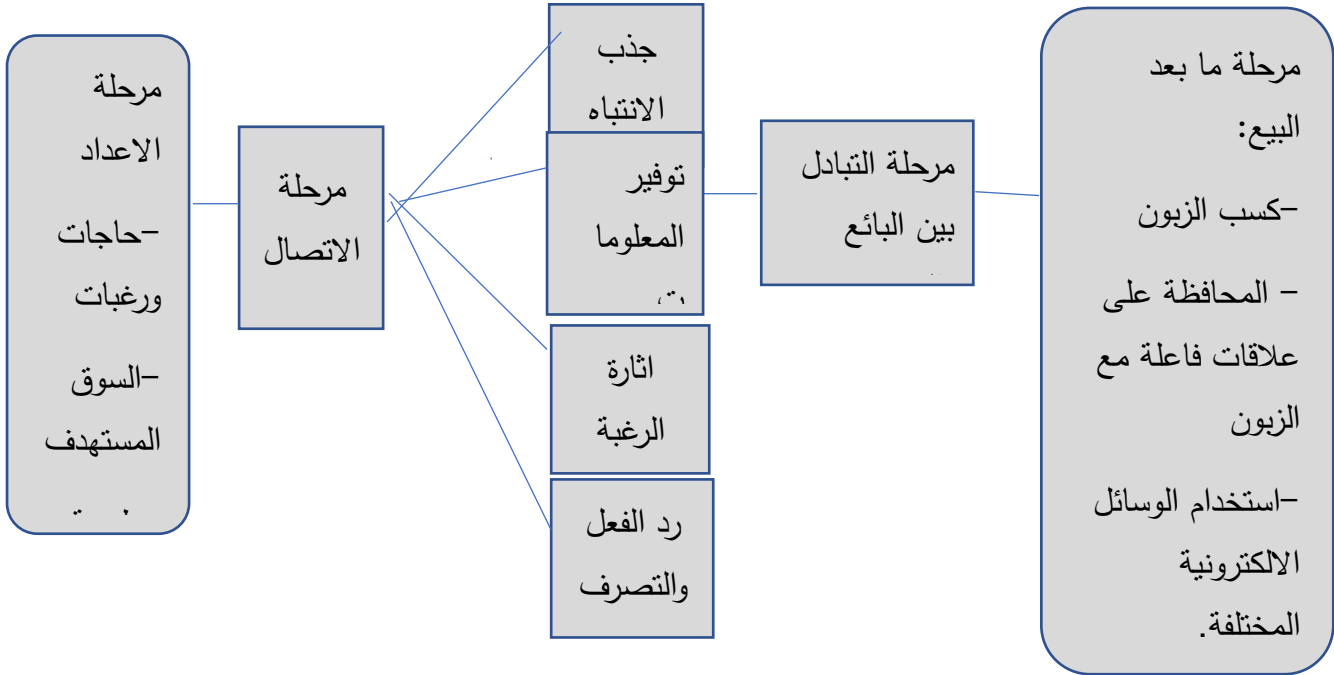 مرحلة
الاعداد
-حاجات
ورغبات
-السوق
المستهدف
مرحلة
الاتصال
جذب
الانتباه
توفير
المعلوما
ت
اثارة
الرغبة
رد الفعل
والتصرف
مرحلة التبادل
بين البائع
مرحلة ما بعد
البيع:
-كسب الزبون
- المحافظة على
علاقات فاعلة مع
الزبون
-استخدام الوسائل
الالكترونية
المختلفة.